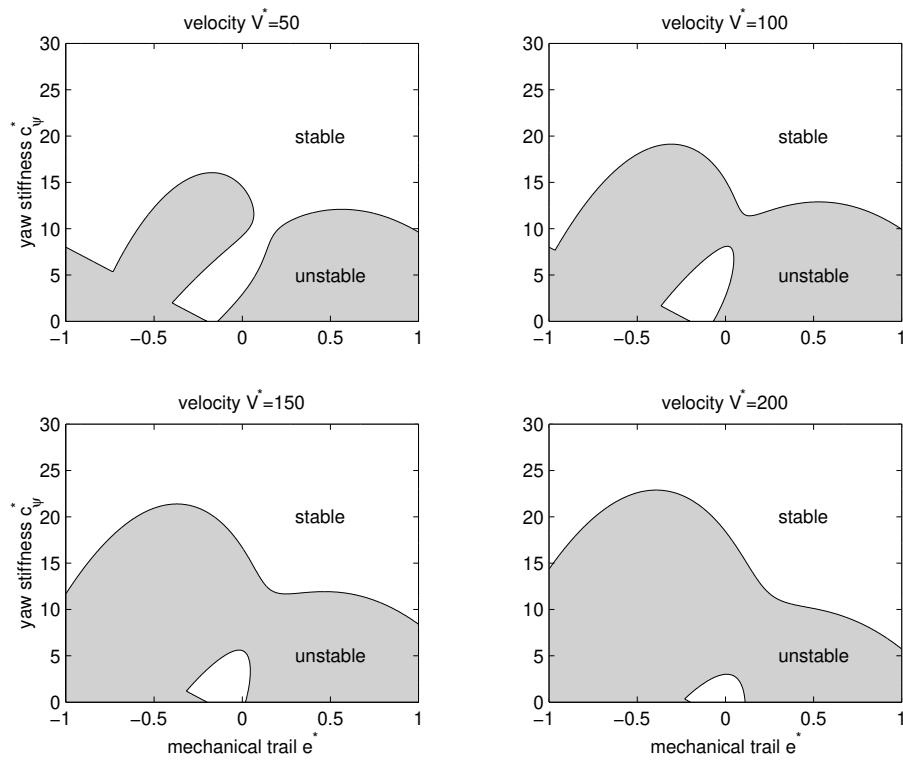 velocity V*=50
30
25
20
15
10
5
0
yaw stiffness c*ψ
stable
unstable
−1 −0.5 0 0.5 1
velocity V*=100
30
25
20
15
10
5
0
stable
unstable
−1 −0.5 0 0.5 1
velocity V*=150
30
25
20
15
10
5
0
yaw stiffness c*ψ
stable
unstable
−1 −0.5 0 0.5 1
mechanical trail e*
velocity V*=200
30
25
20
15
10
5
0
stable
unstable
−1 −0.5 0 0.5 1
mechanical trail e*